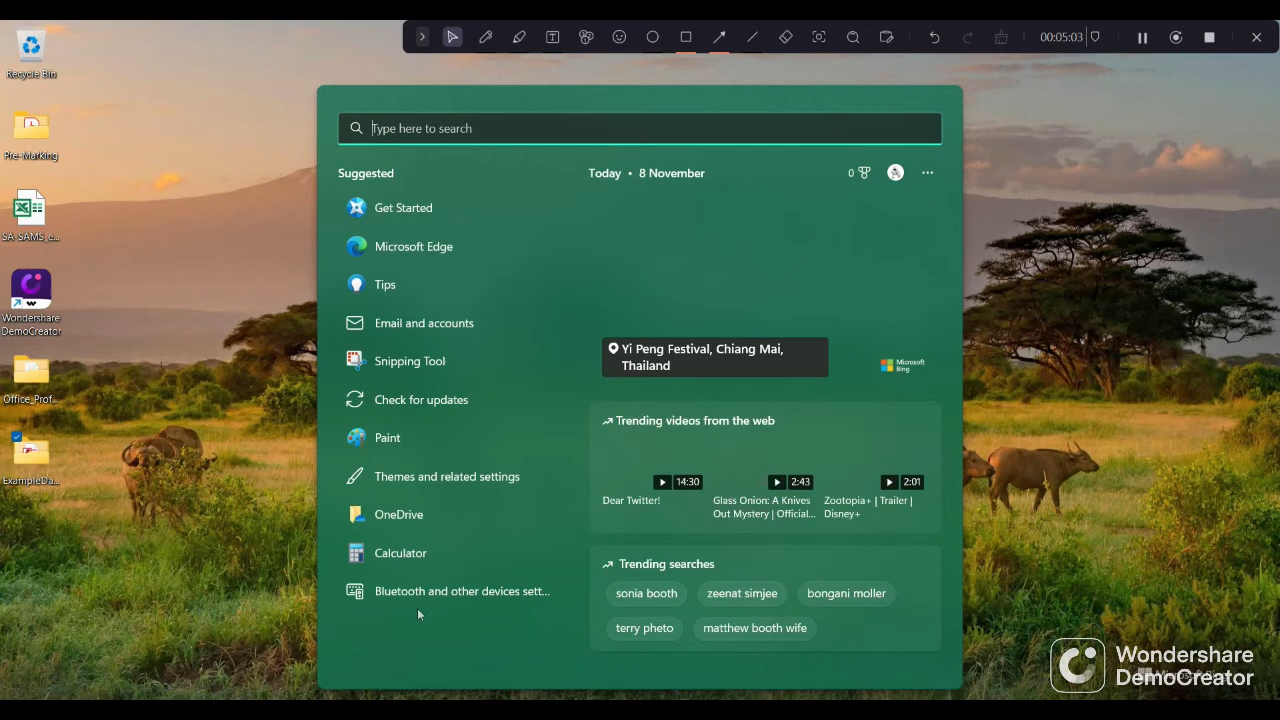 00:05:03
Recycle Bin
Pre-Marking
SA_SAMS_e...
Wondershare
DemoCreator
Office_Prof...
ExampleDa...
Type here to search
Suggested
Get Started
Microsoft Edge
Tips
Email and accounts
Snipping Tool
Check for updates
Paint
Themes and related settings
OneDrive
Calculator
Bluetooth and other devices sett...
Today • 8 November
0
Yi Peng Festival, Chiang Mai,
Thailand
Microsoft
Bing
Trending videos from the web
14:30
2:43
2:01
Dear Twitter!
Glass Onion: A Knives
Out Mystery | Official...
Zootopia+ | Trailer |
Disney+
Trending searches
sonia booth
zeenat simjee
bongani moller
terry pheto
matthew booth wife
Wondershare
DemoCreator